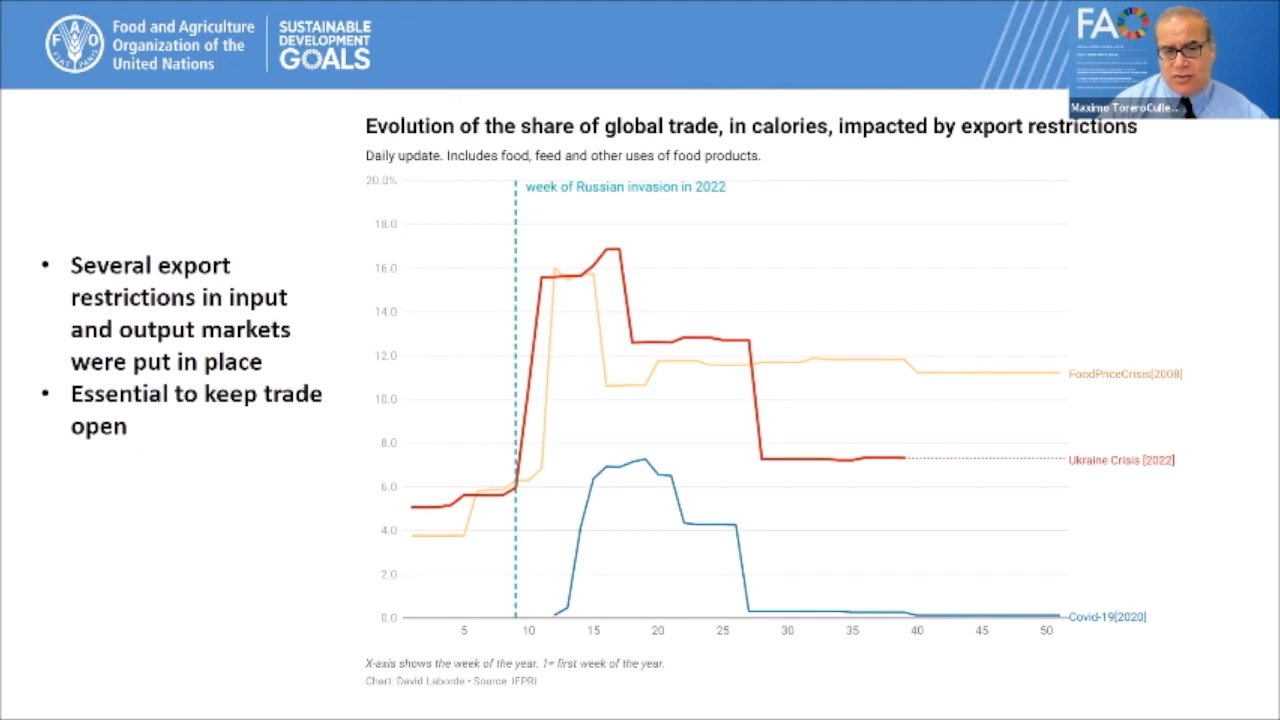 Food and Agriculture
Organization of the
United Nations
SUSTAINABLE
DEVELOPMENT
GOALS
FAO
Maximo ToreroCulle...
Evolution of the share of global trade, in calories, impacted by export restrictions
Daily update. Includes food, feed and other uses of food products.
• Several export
restrictions in input
and output markets
were put in place
• Essential to keep trade
open
20.0%
week of Russian invasion in 2022
18.0
16.0
14.0
12.0
10.0
8.0
6.0
4.0
2.0
0.0
FoodPriceCrisis[2008]
Ukraine Crisis [2022]
Covid-19[2020]
5 10 15 20 25 30 35 40 45 50
X-axis shows the week of the year. 1= first week of the year.
Chart: David Laborde • Source: IFPRI